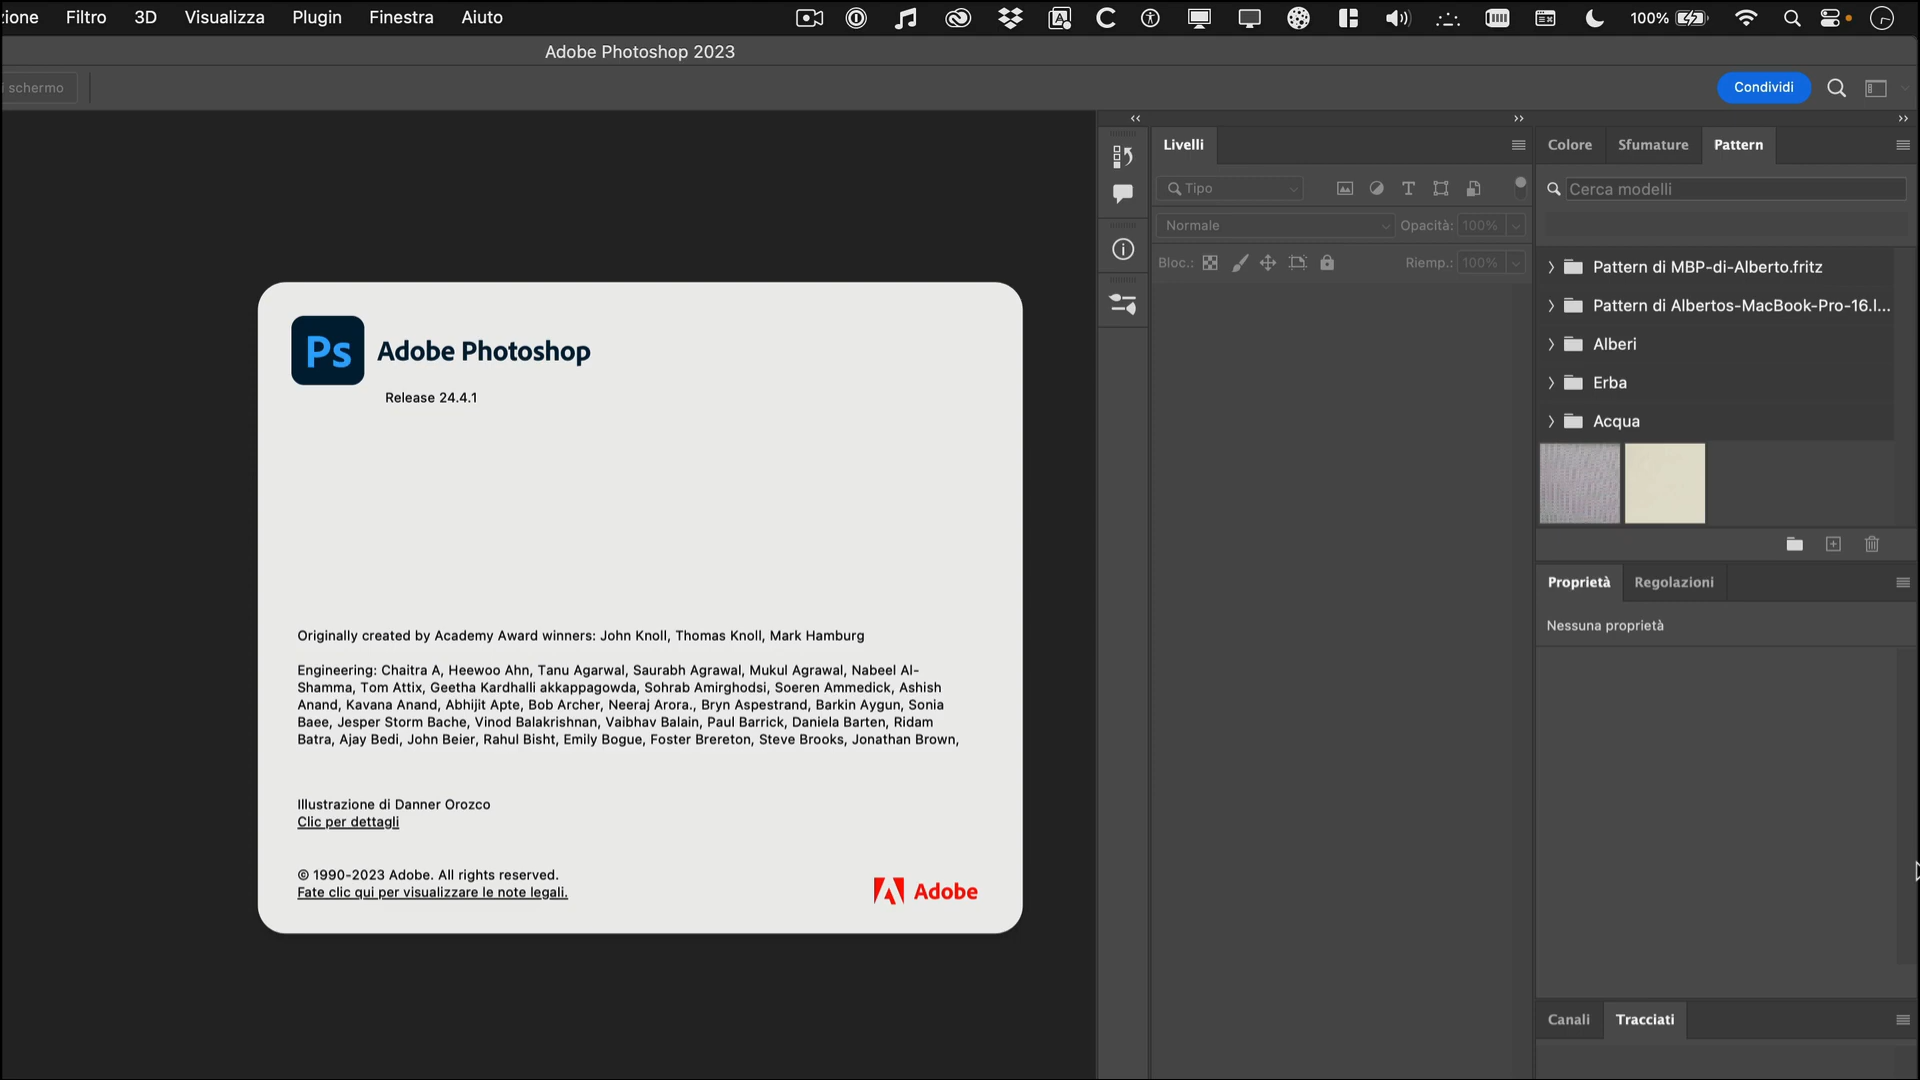 zione Filtro 3D Visualizza Plugin Finestra Aiuto 100%
Adobe Photoshop 2023
i schermo
Condividi
Livelli
Colore Sfumature Pattern
Tipo
Cerca modelli
Normale Opacità: 100%
Bloc.: Riemp.: 100%
Pattern di MBP-di-Alberto.fritz
Pattern di Albertos-MacBook-Pro-16.l...
Alberi
Erba
Acqua
Ps Adobe Photoshop
Release 24.4.1
Proprietà Regolazioni
Nessuna proprietà
Originally created by Academy Award winners: John Knoll, Thomas Knoll, Mark Hamburg
Engineering: Chaitra A, Heewoo Ahn, Tanu Agarwal, Saurabh Agrawal, Mukul Agrawal, Nabeel Al-
Shamma, Tom Attix, Geetha Kardhalli akkappagowda, Sohrab Amirghodsi, Soeren Ammedick, Ashish
Anand, Kavana Anand, Abhijit Apte, Bob Archer, Neeraj Arora., Bryn Aspestrand, Barkin Aygun, Sonia
Baee, Jesper Storm Bache, Vinod Balakrishnan, Vaibhav Balain, Paul Barrick, Daniela Barten, Ridam
Batra, Ajay Bedi, John Beier, Rahul Bisht, Emily Bogue, Foster Brereton, Steve Brooks, Jonathan Brown,
Illustrazione di Danner Orozco
Clic per dettagli
© 1990-2023 Adobe. All rights reserved.
Fate clic qui per visualizzare le note legali.
Adobe
Canali Tracciati